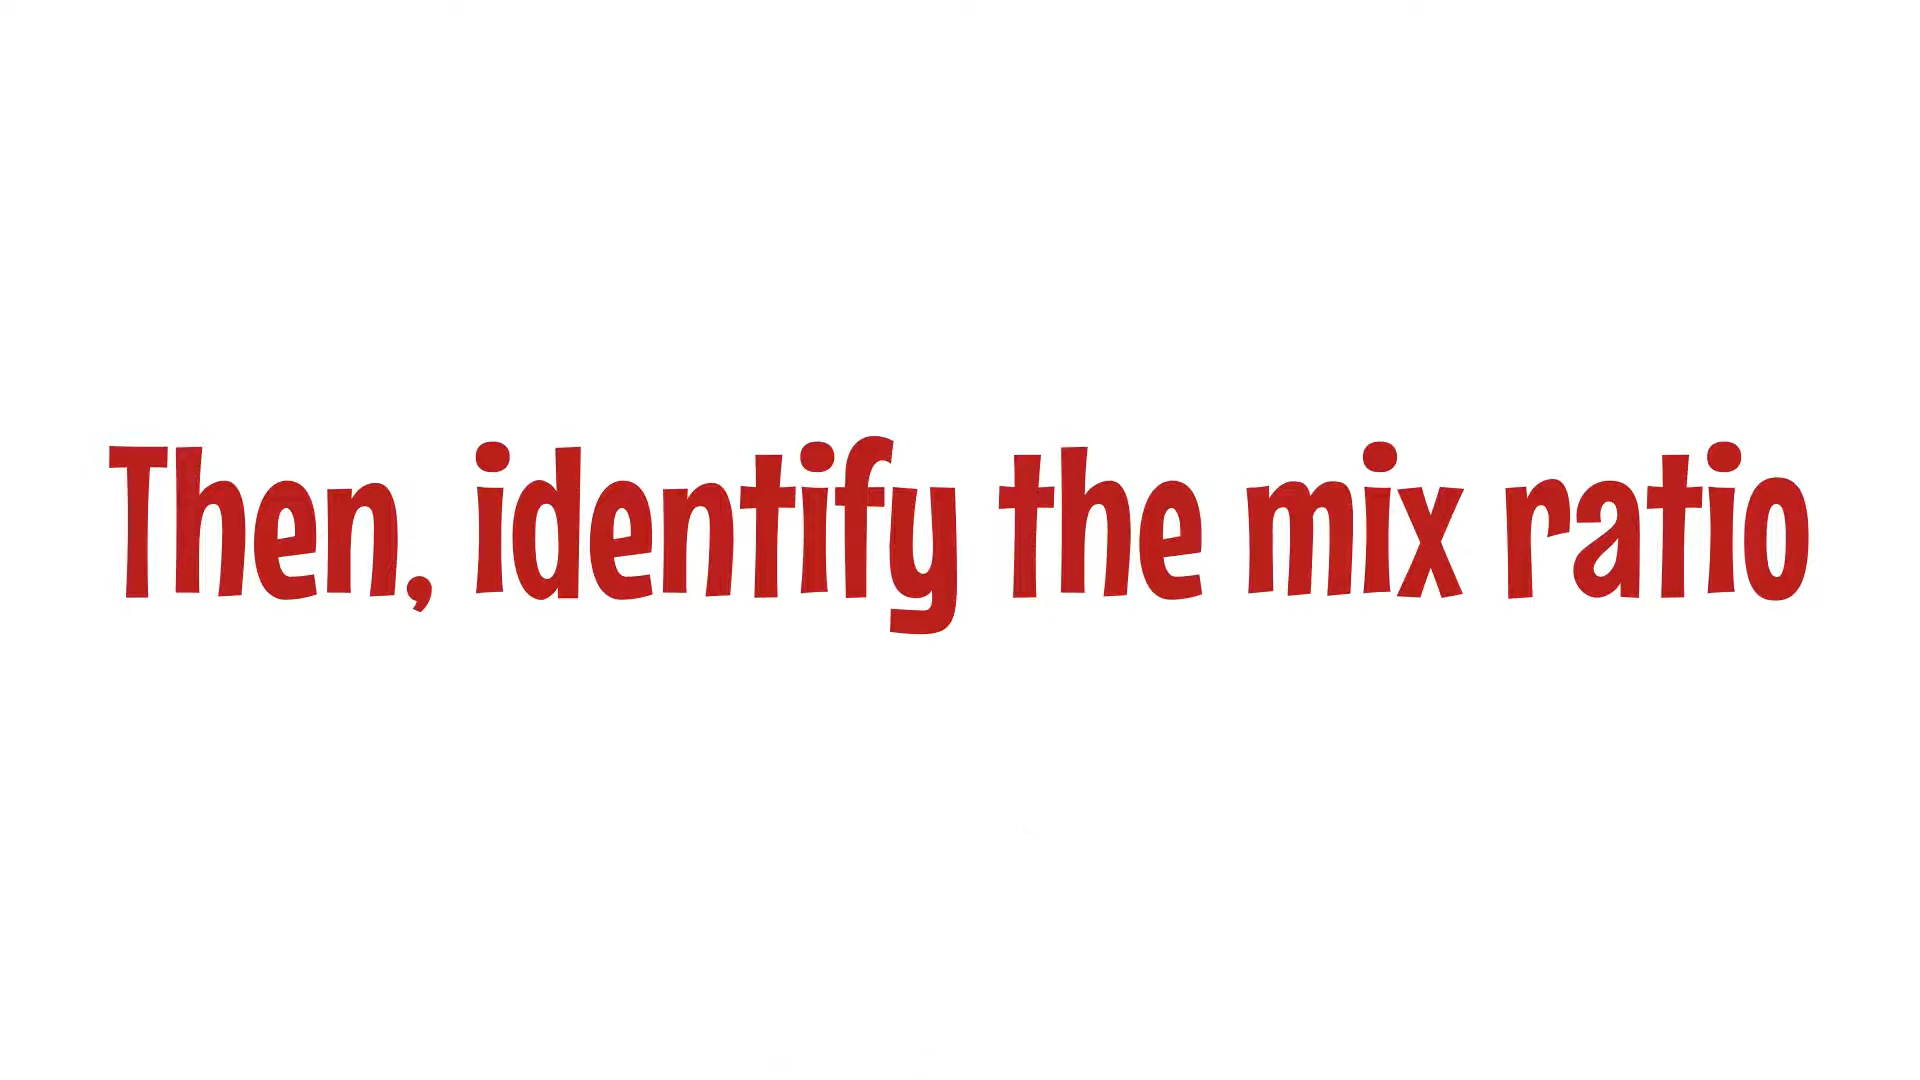 Then, identify the mix ratio